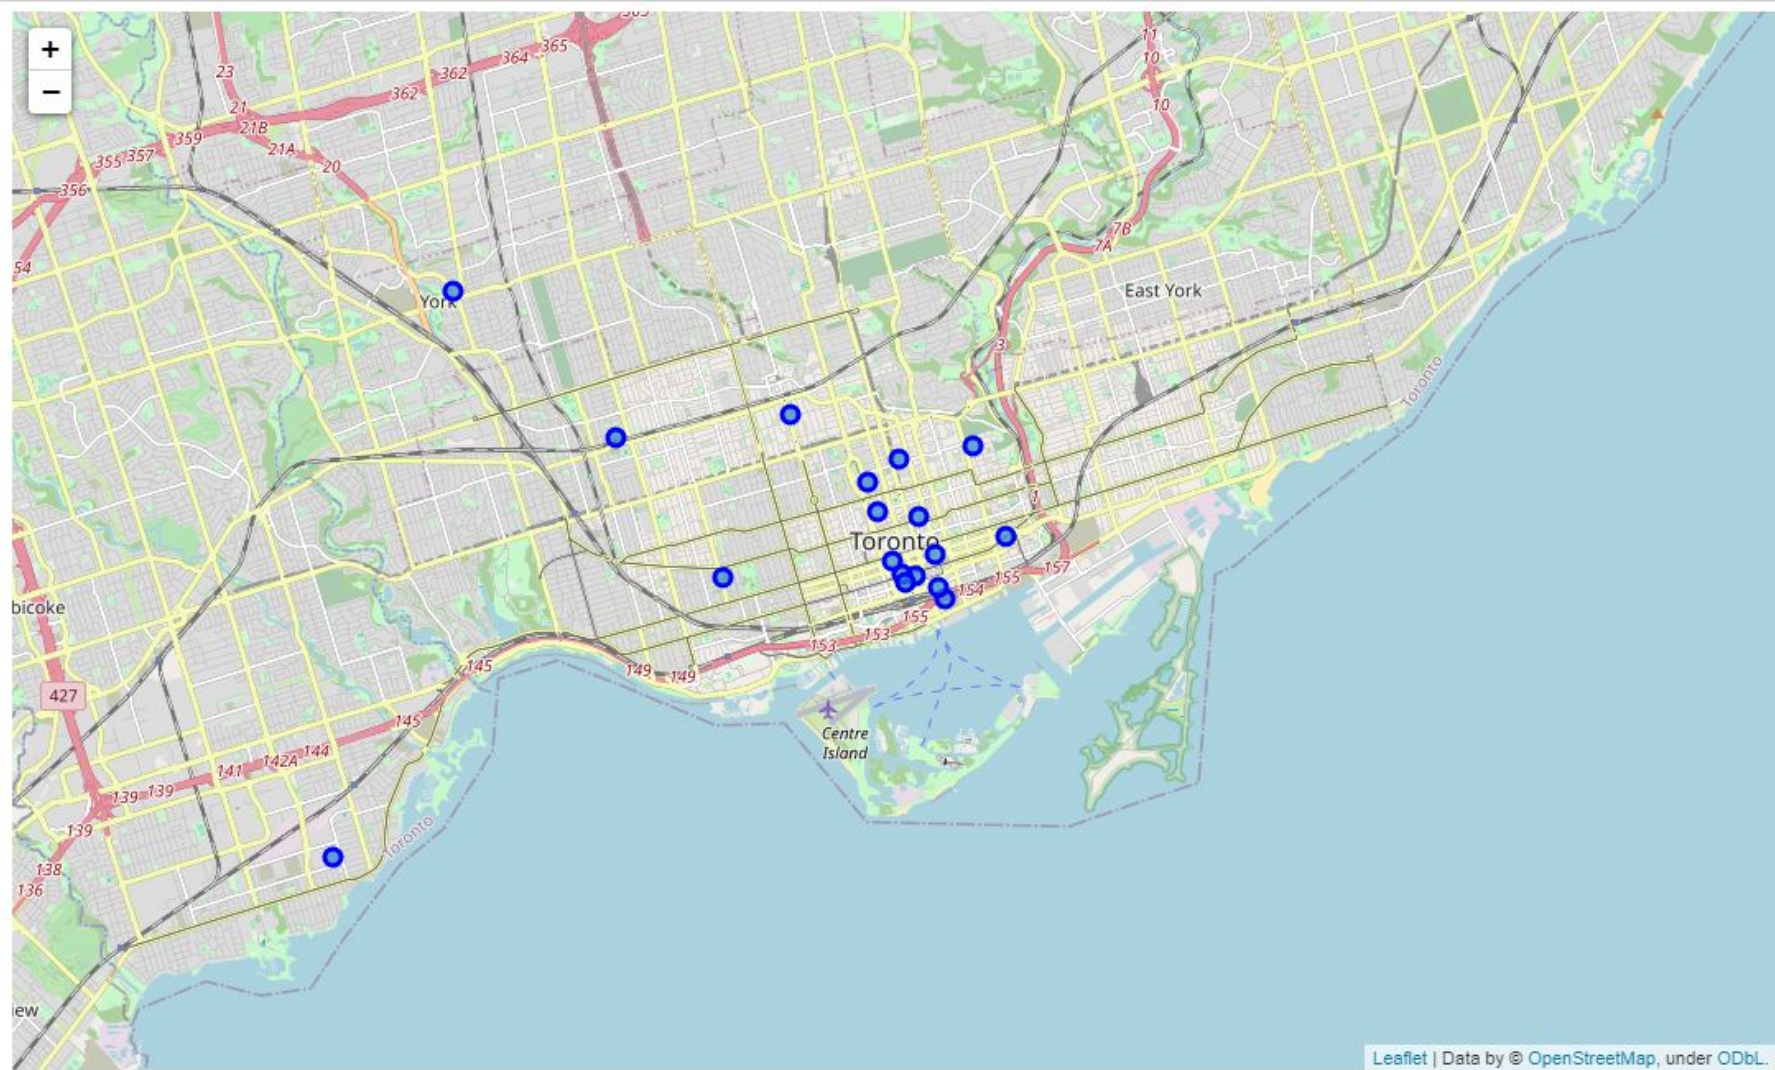 +
−
365
365
364
362
362
23
21
21B
21A
20
359
357
355
356
54
11
10
10
7B
7A
3
1
York
East York
Toronto
Toronto
157
155
154
155
153
153
149
149
145
145
144
142A
141
139
139
139
138
136
427
bicoke
Centre
Island
Toronto
iew
Leaflet | Data by © OpenStreetMap, under ODbL.